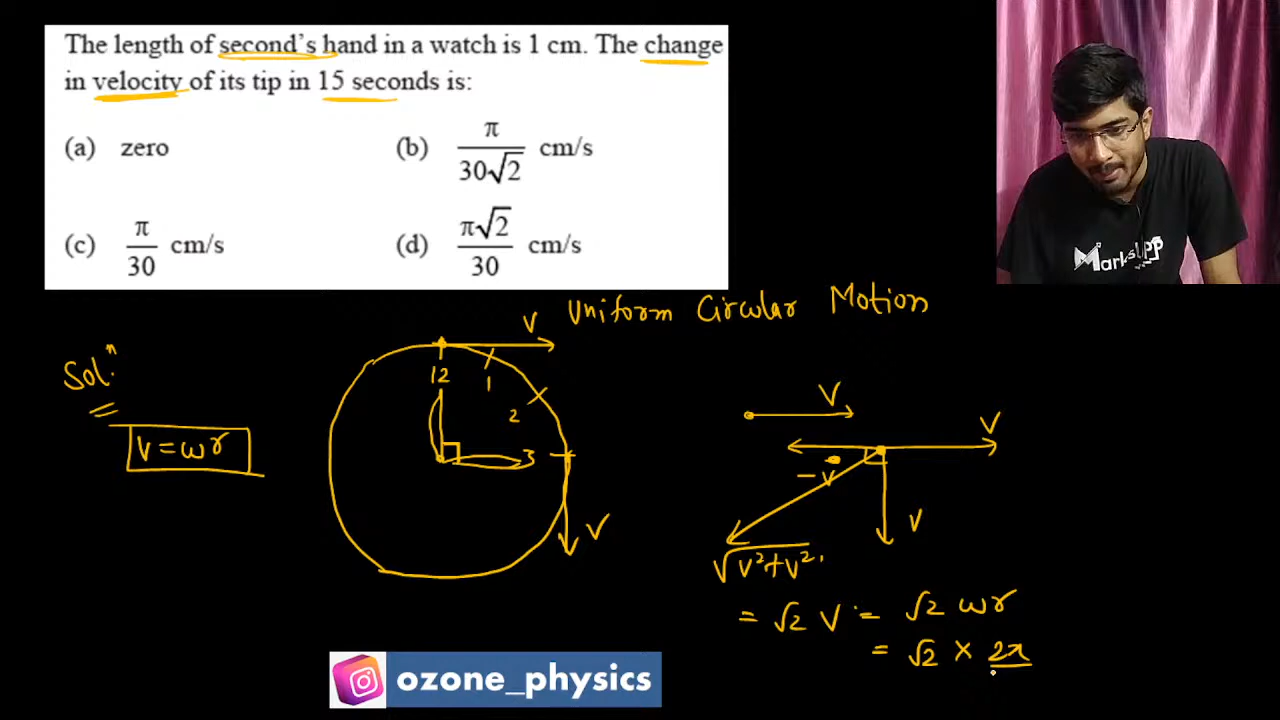 The length of second's hand in a watch is 1 cm. The change
in velocity of its tip in 15 seconds is:
(a) zero
(b) π/30√2 cm/s
(c) π/30 cm/s
(d) π√2/30 cm/s
MarksApp
Uniform Circular Motion
Solⁿ.
V = ωr
V
12
1
2
3
V
V
V
-V
V
√V²+V²
= √2 V = √2 ωr
= √2 × 2π
ozone_physics